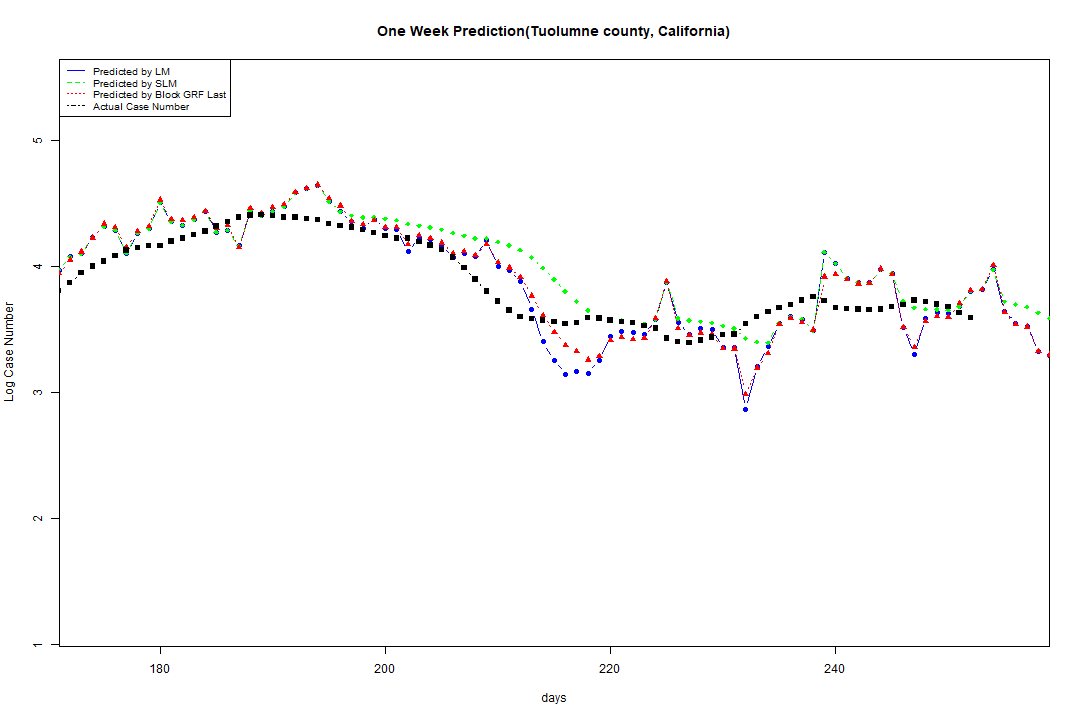 One Week Prediction(Tuolumne county, California)
Predicted by LM
Predicted by SLM
Predicted by Block GRF Last
Actual Case Number
5
4
3
2
1
Log Case Number
180 200 220 240
days